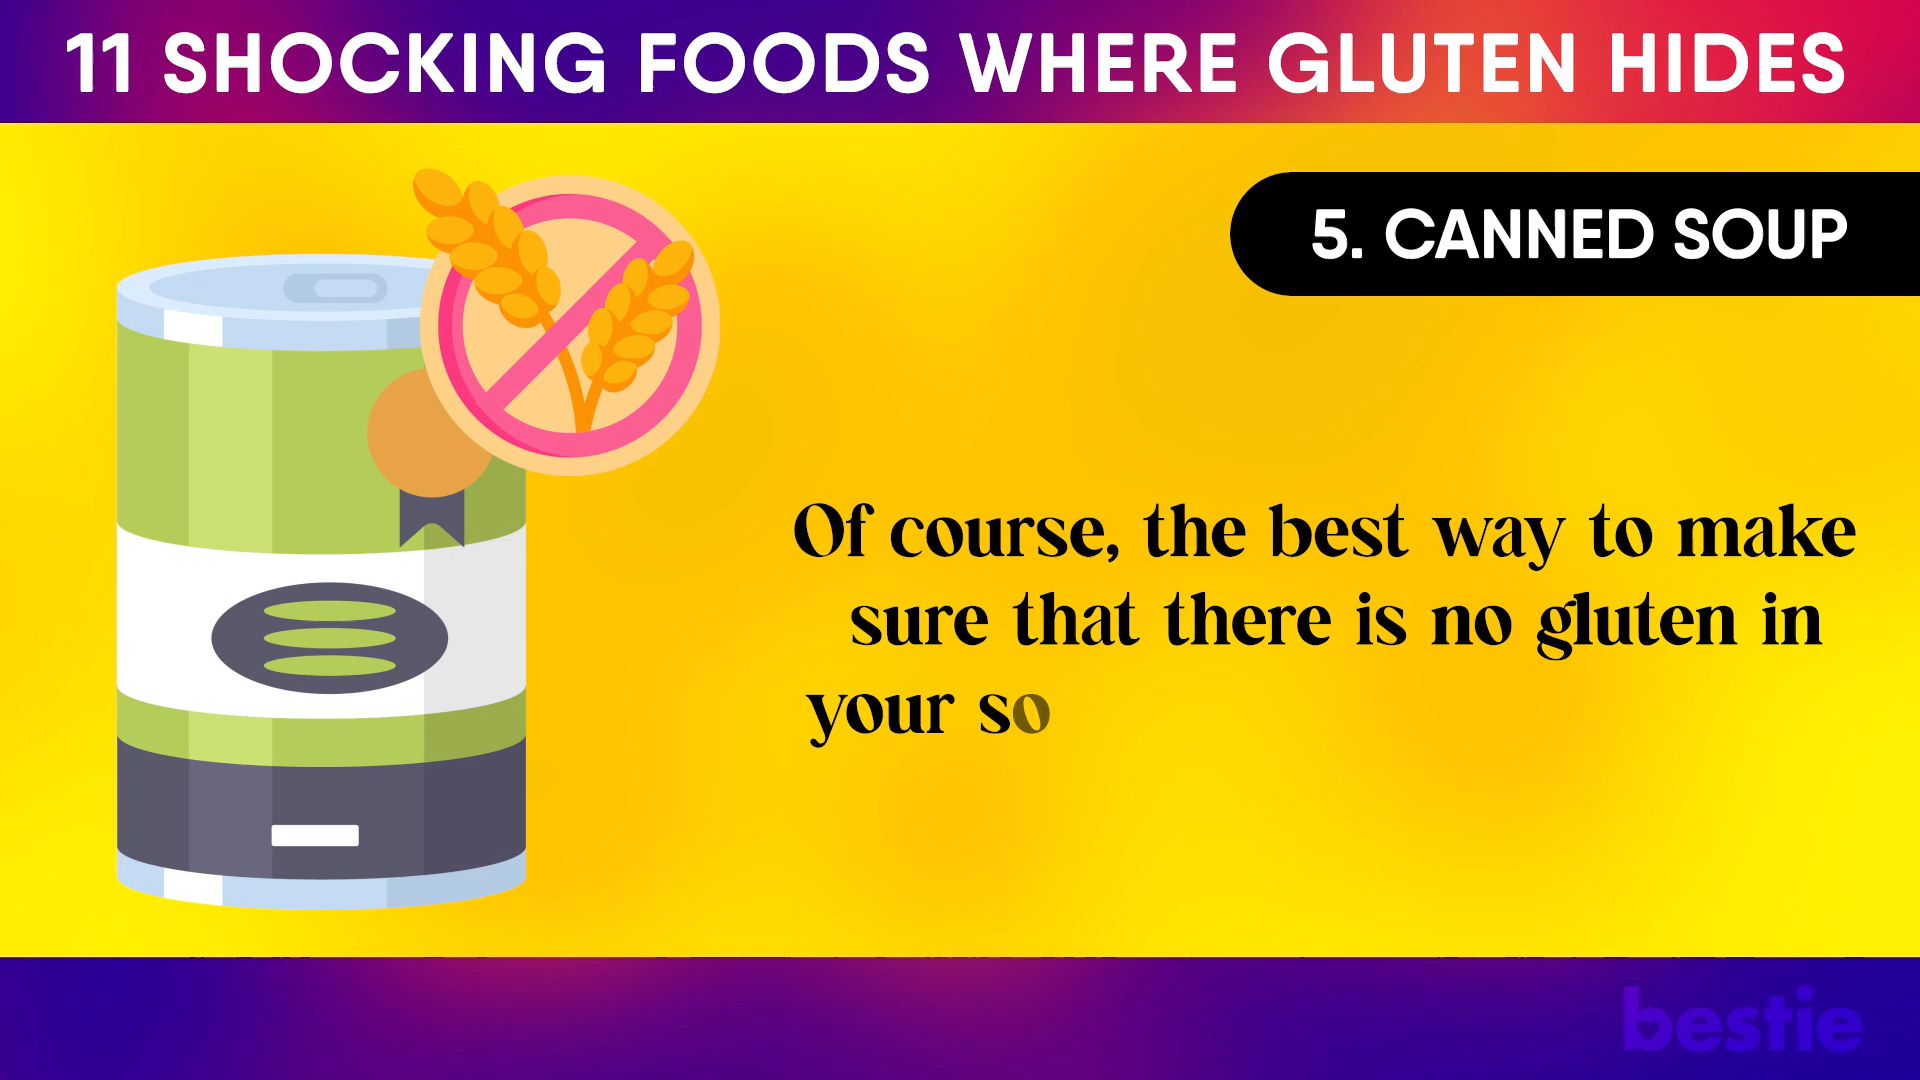 11 SHOCKING FOODS WHERE GLUTEN HIDES
5. CANNED SOUP
Of course, the best way to make
sure that there is no gluten in
your so
bestie